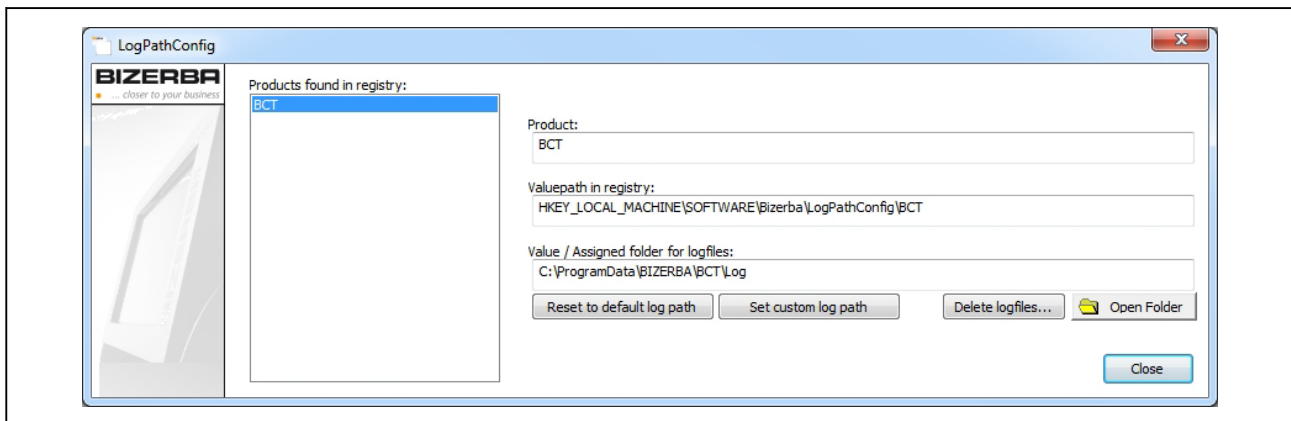 LogPathConfig
BIZERBA
... closer to your business
Products found in registry:
BCT
Product:
BCT
Valuepath in registry:
HKEY_LOCAL_MACHINE\SOFTWARE\Bizerba\LogPathConfig\BCT
Value / Assigned folder for logfiles:
C:\ProgramData\BIZERBA\BCT\Log
Reset to default log path Set custom log path Delete logfiles... Open Folder
Close